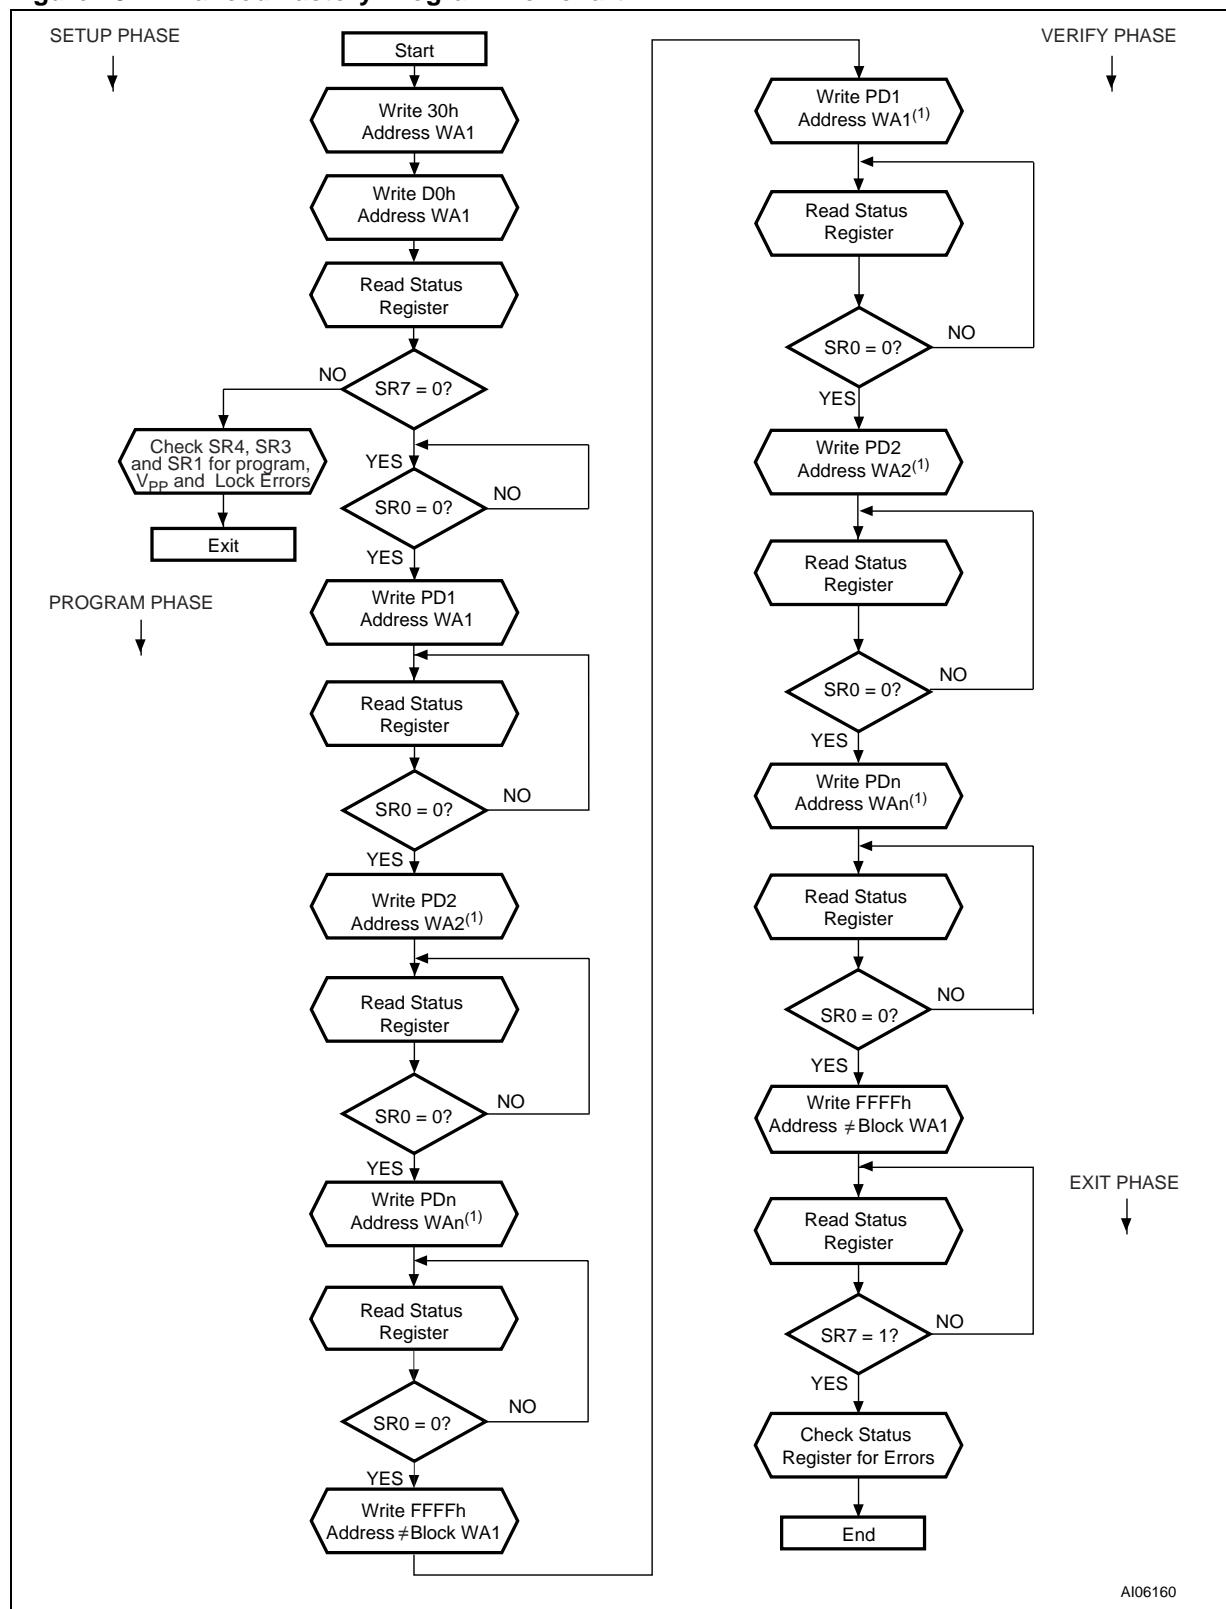 SETUP PHASE
Start
Write 30h
Address WA1
Write D0h
Address WA1
Read Status
Register
NO
SR7 = 0?
Check SR4, SR3
and SR1 for program,
VPP and Lock Errors
Exit
YES
SR0 = 0?
NO
YES
PROGRAM PHASE
Write PD1
Address WA1
Read Status
Register
SR0 = 0?
NO
YES
Write PD2
Address WA2(1)
Read Status
Register
SR0 = 0?
NO
YES
Write PDn
Address WAn(1)
Read Status
Register
SR0 = 0?
NO
YES
Write FFFFh
Address ≠Block WA1
VERIFY PHASE
Write PD1
Address WA1(1)
Read Status
Register
SR0 = 0?
NO
YES
Write PD2
Address WA2(1)
Read Status
Register
SR0 = 0?
NO
YES
Write PDn
Address WAn(1)
Read Status
Register
SR0 = 0?
NO
YES
Write FFFFh
Address ≠Block WA1
EXIT PHASE
Read Status
Register
SR7 = 1?
NO
YES
Check Status
Register for Errors
End
AI06160